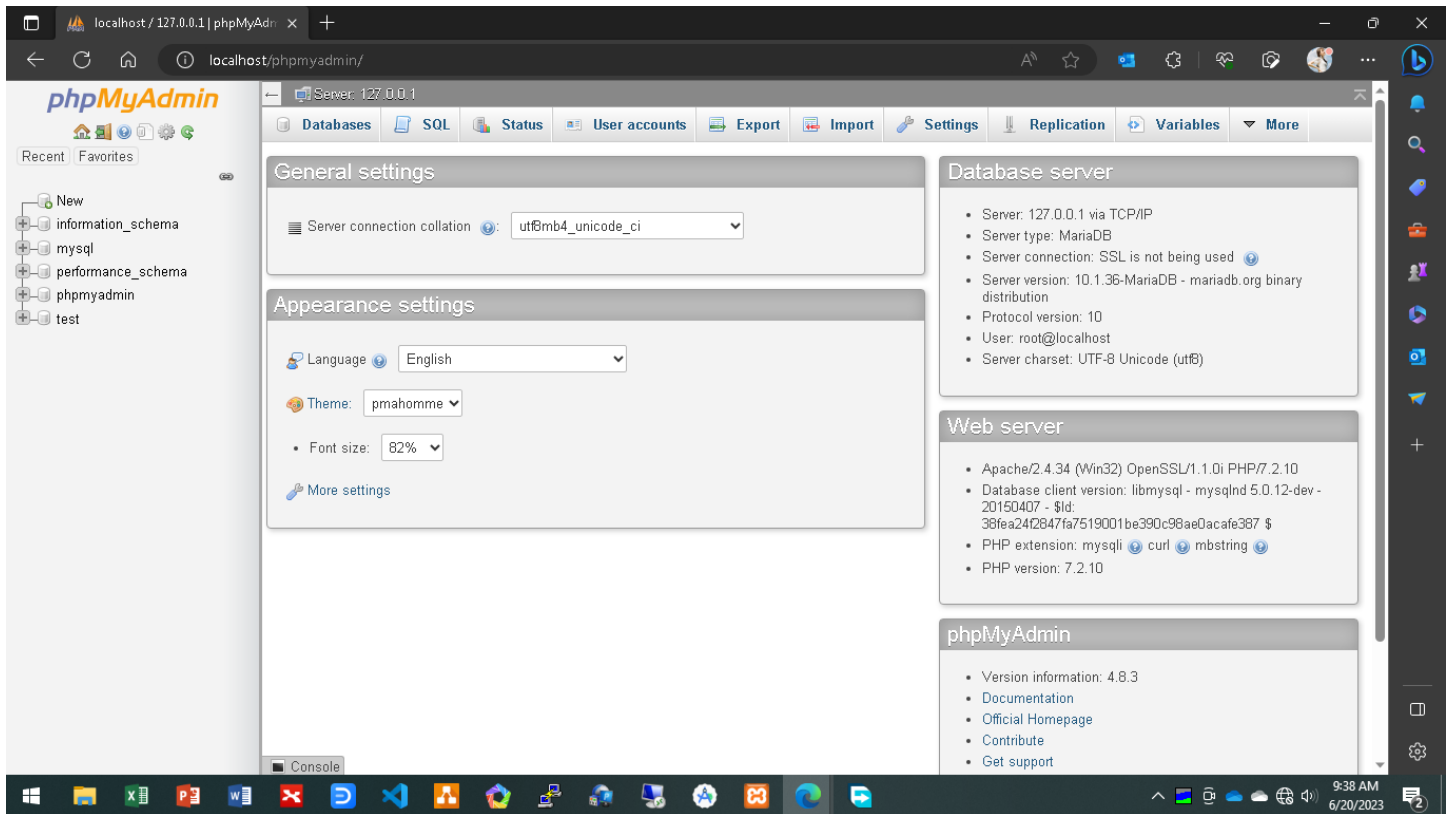 localhost / 127.0.0.1 | phpMyAdm
localhost/phpmyadmin/
phpMyAdmin
Recent Favorites
New
information_schema
mysql
performance_schema
phpmyadmin
test
Server: 127.0.0.1
Databases SQL Status User accounts Export Import Settings Replication Variables More
General settings
Server connection collation : utf8mb4_unicode_ci
Appearance settings
Language English
Theme: pmahomme
Font size: 82%
More settings
Database server
Server: 127.0.0.1 via TCP/IP
Server type: MariaDB
Server connection: SSL is not being used
Server version: 10.1.36-MariaDB - mariadb.org binary
distribution
Protocol version: 10
User: root@localhost
Server charset: UTF-8 Unicode (utf8)
Web server
Apache/2.4.34 (Win32) OpenSSL/1.1.0i PHP/7.2.10
Database client version: libmysql - mysqlnd 5.0.12-dev -
20150407 - $Id:
38fea24f2847fa7519001be390c98ae0acafe387 $
PHP extension: mysqli curl mbstring
PHP version: 7.2.10
phpMyAdmin
Version information: 4.8.3
Documentation
Official Homepage
Contribute
Get support
Console
9:38 AM
6/20/2023
2